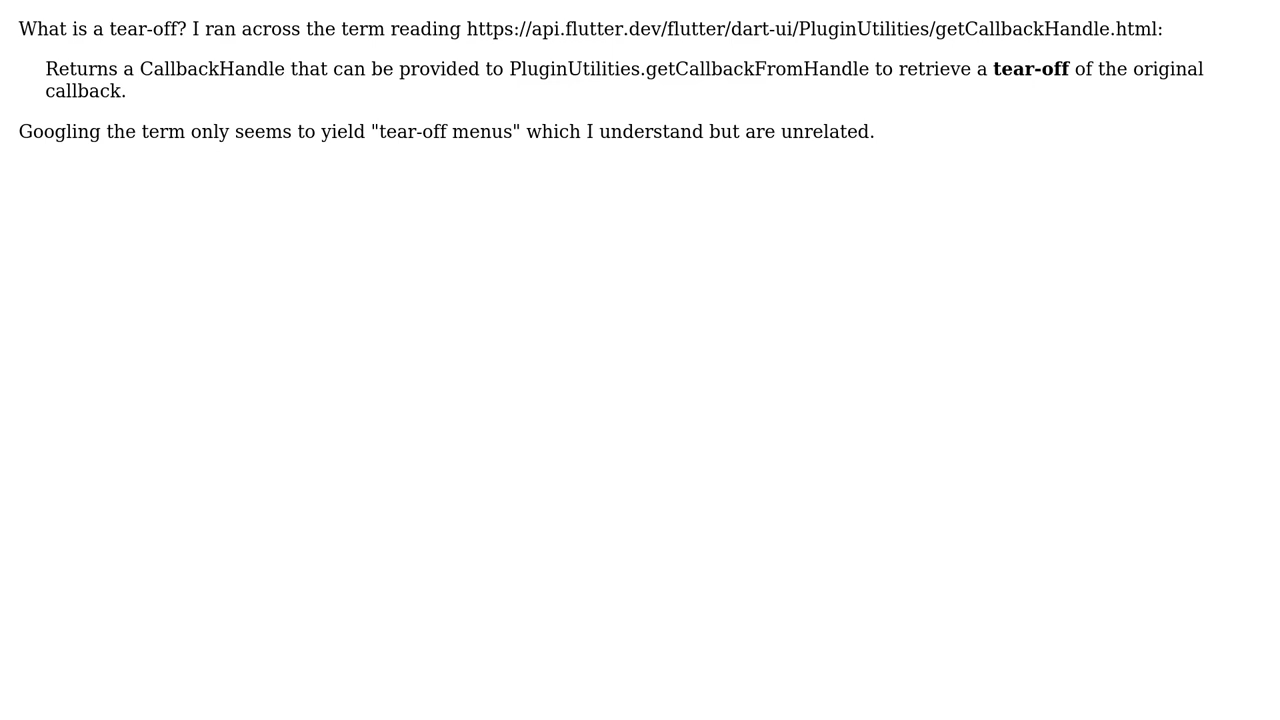 What is a tear-off? I ran across the term reading https://api.flutter.dev/flutter/dart-ui/PluginUtilities/getCallbackHandle.html:
Returns a CallbackHandle that can be provided to PluginUtilities.getCallbackFromHandle to retrieve a tear-off of the original
callback.
Googling the term only seems to yield "tear-off menus" which I understand but are unrelated.